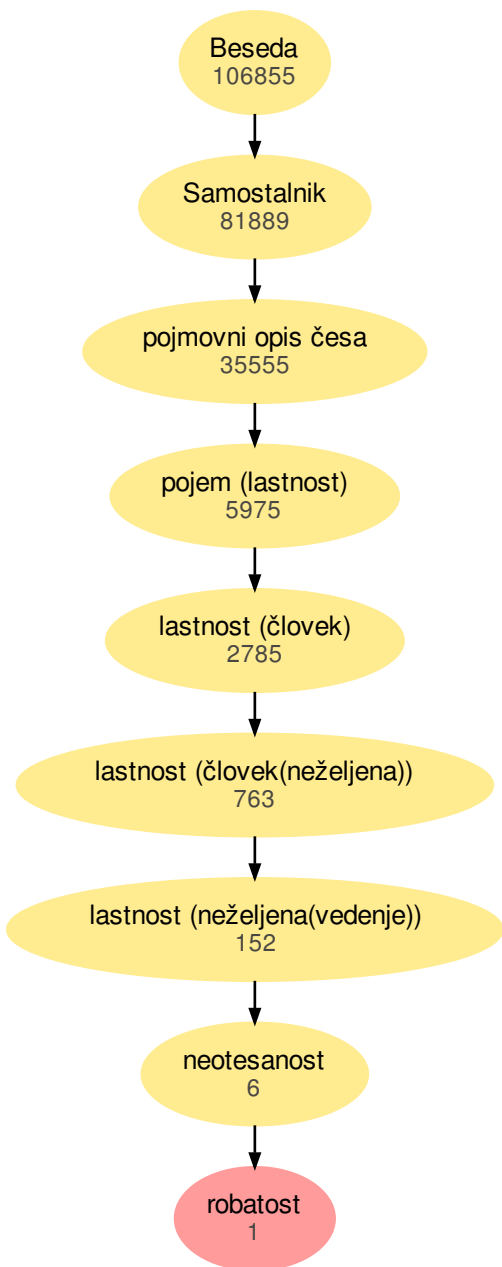 Beseda
106855
Samostalnik
81889
pojmovni opis česa
35555
pojem (lastnost)
5975
lastnost (človek)
2785
lastnost (človek(neželjena))
763
lastnost (neželjena(vedenje))
152
neotesanost
6
robatost
1